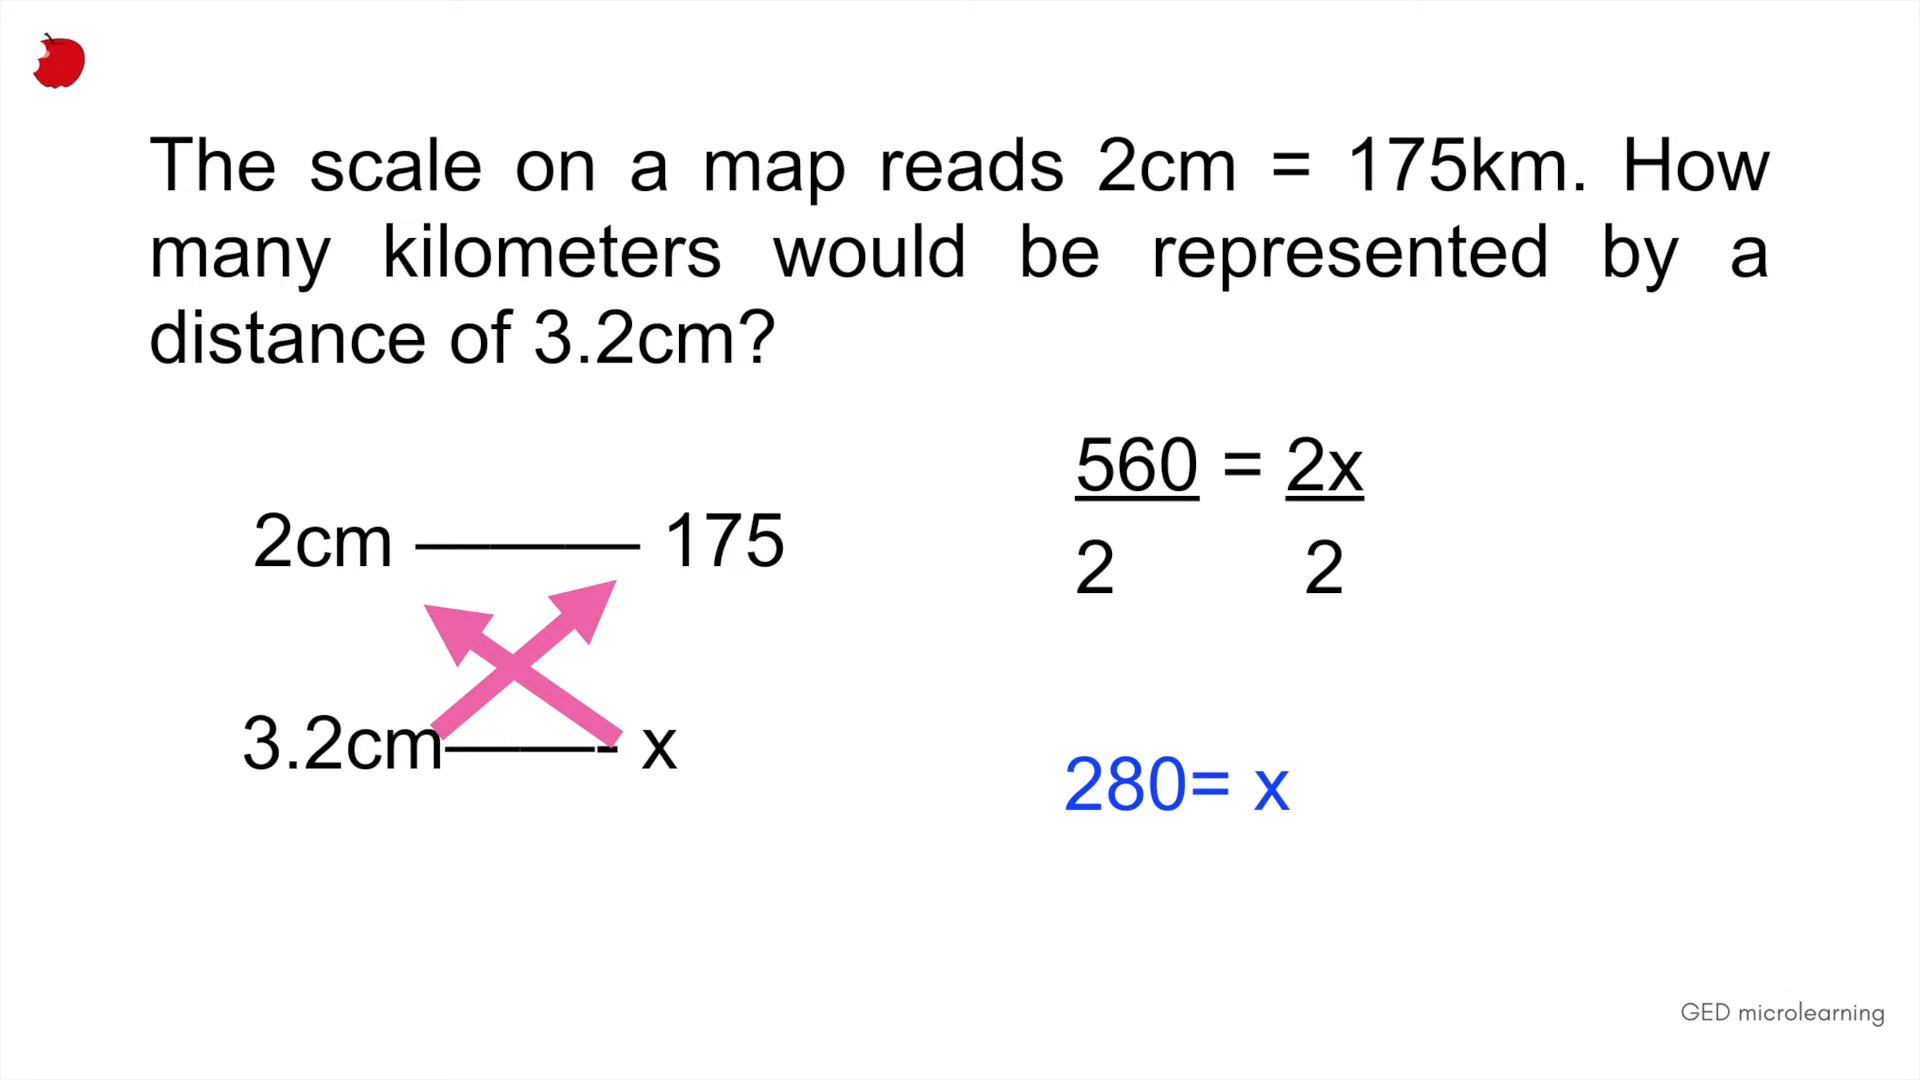 The scale on a map reads 2cm = 175km. How
many kilometers would be represented by a
distance of 3.2cm?
2cm ——— 175
3.2cm——- x
560 = 2x
2 2
280= x
GED microlearning